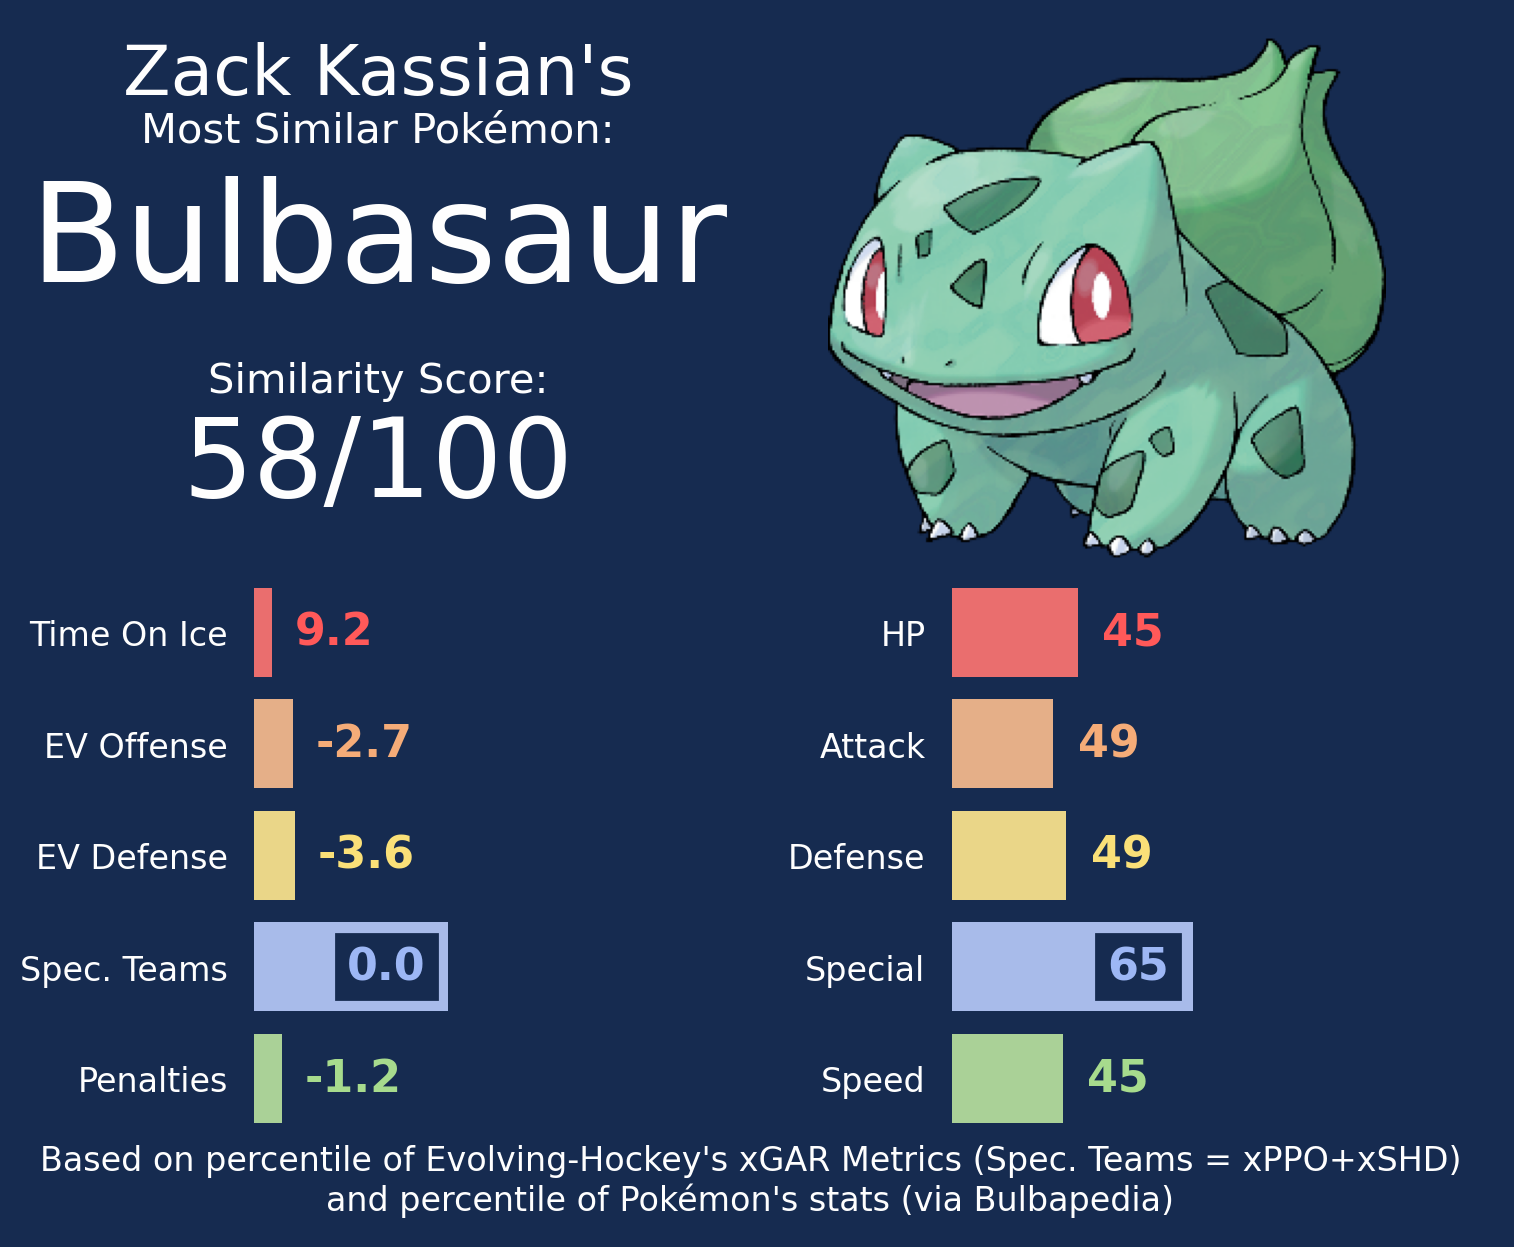 Zack Kassian's
Most Similar Pokémon:
Bulbasaur
Similarity Score:
58/100
Time On Ice 9.2
EV Offense -2.7
EV Defense -3.6
Spec. Teams 0.0
Penalties -1.2
HP 45
Attack 49
Defense 49
Special 65
Speed 45
Based on percentile of Evolving-Hockey's xGAR Metrics (Spec. Teams = xPPO+xSHD)
and percentile of Pokémon's stats (via Bulbapedia)